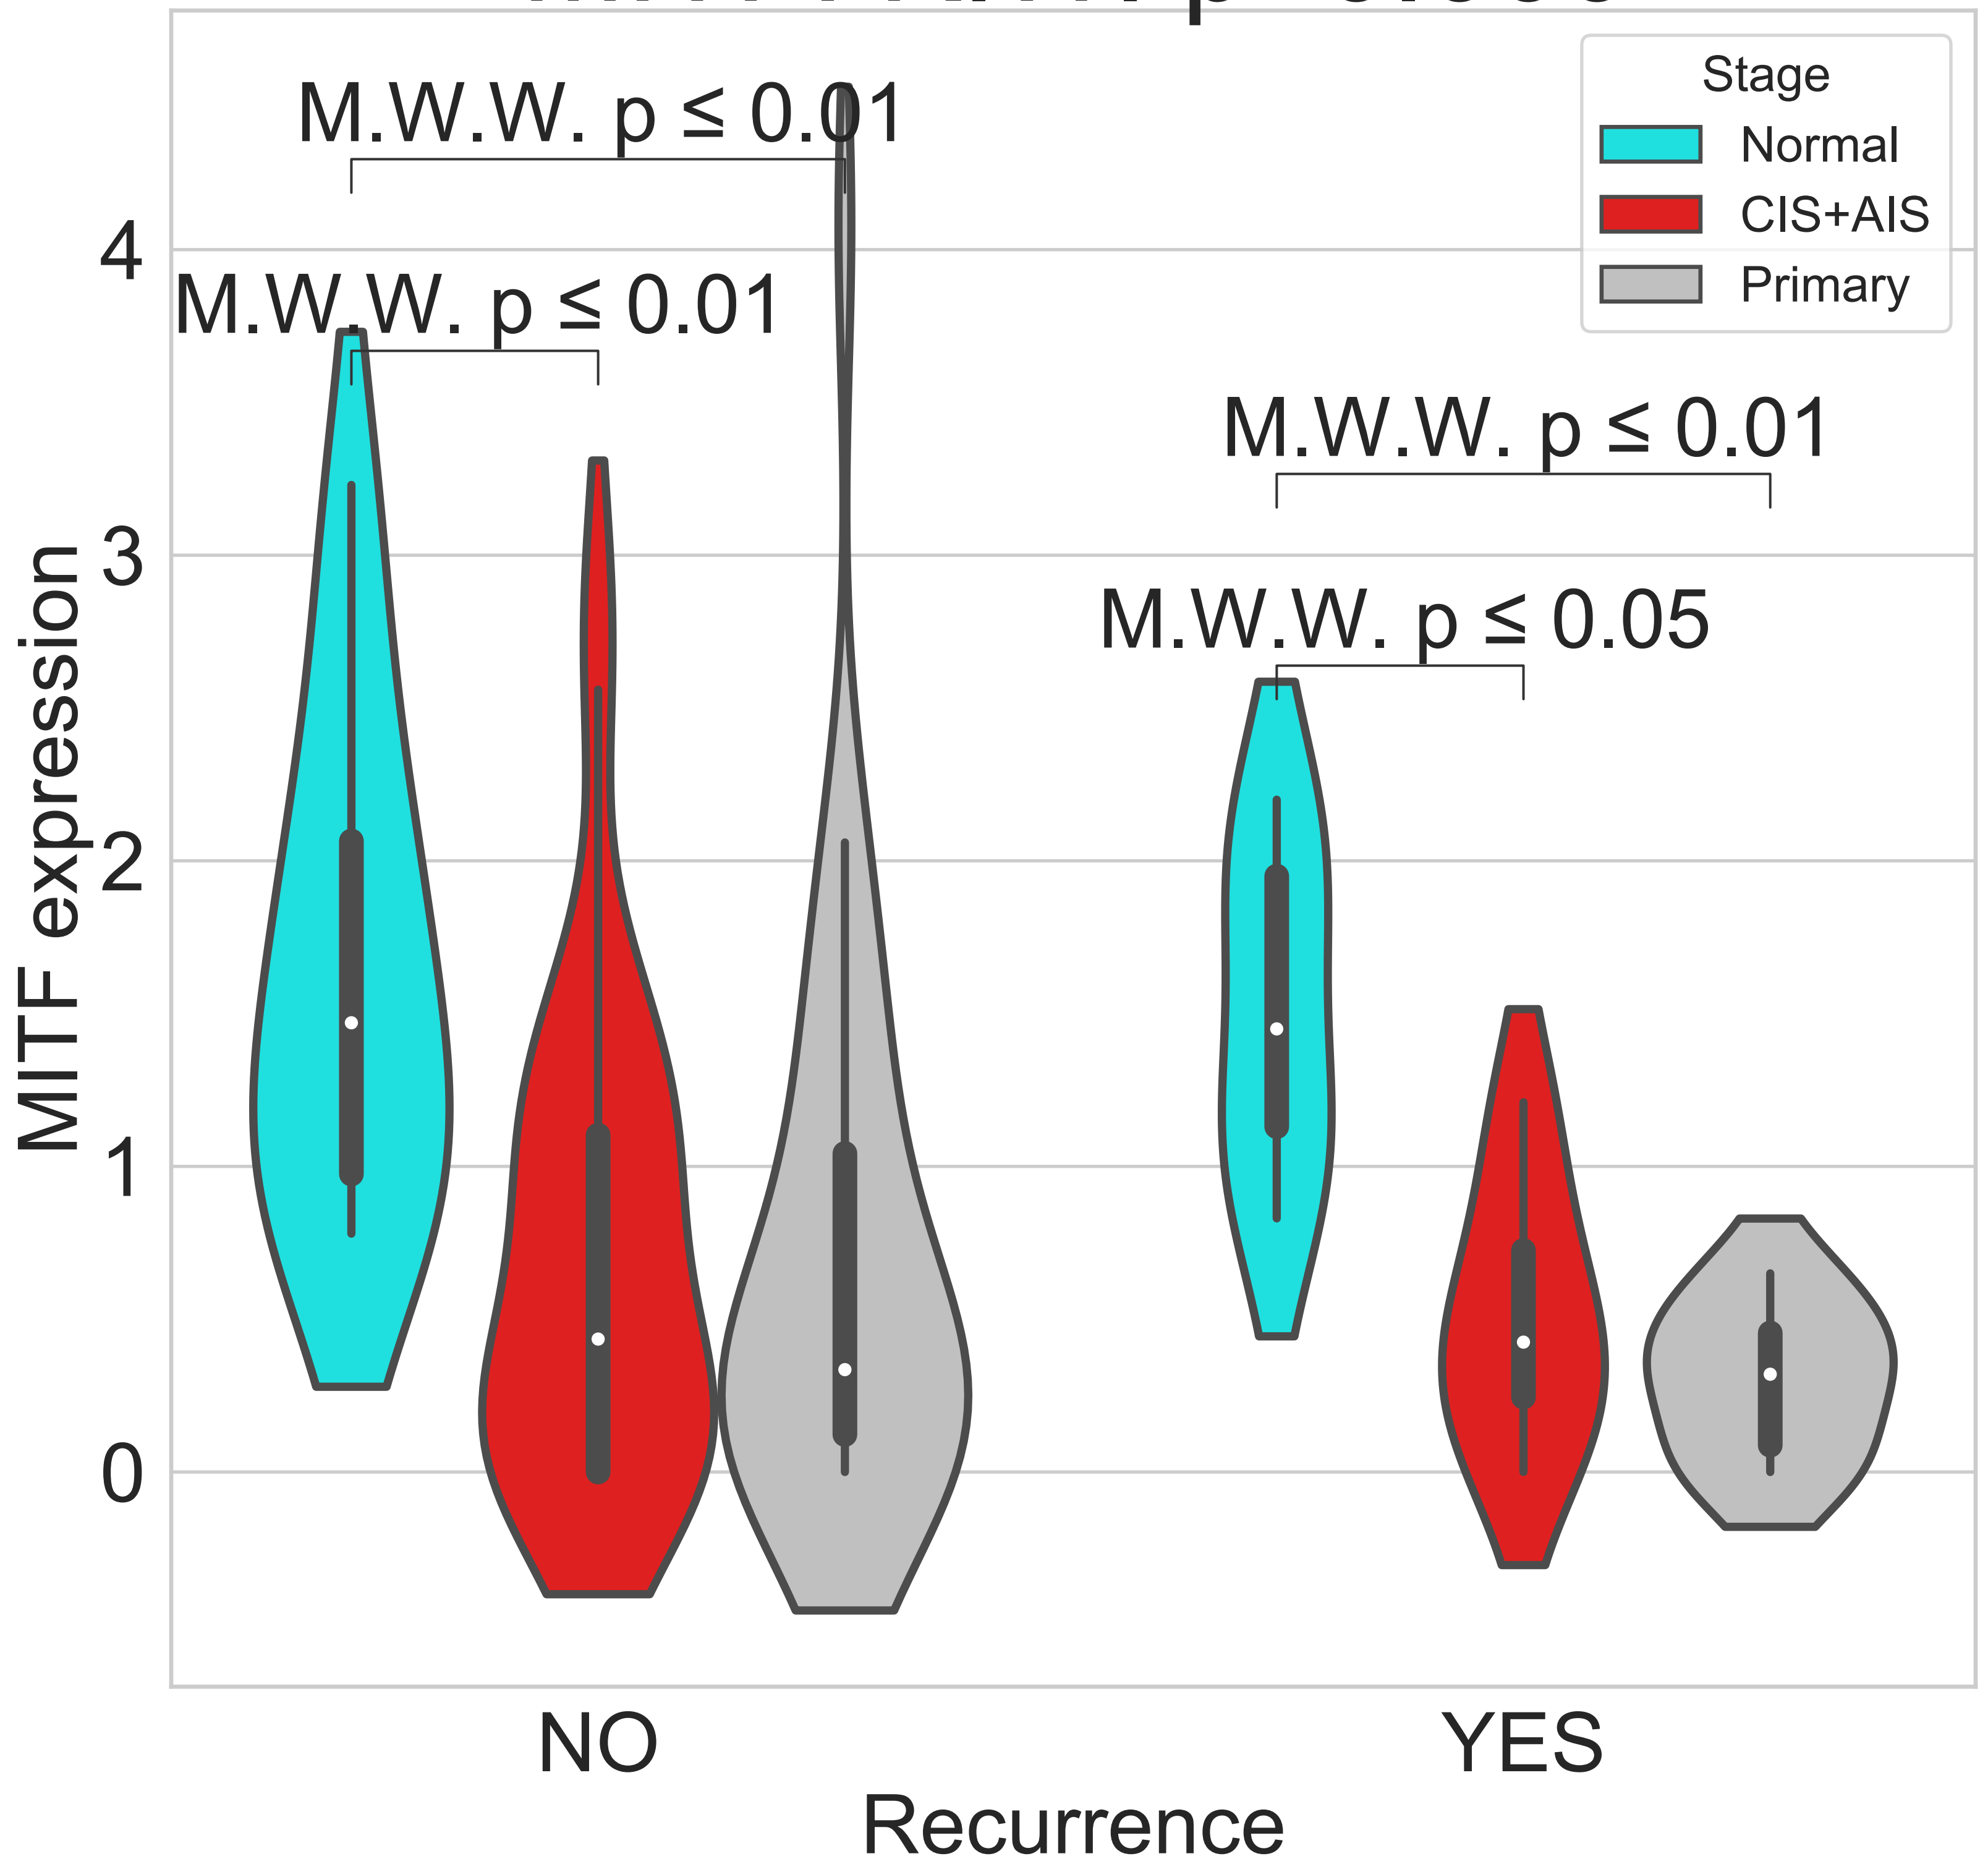 M.W.W. p ≤ 0.01
M.W.W. p ≤ 0.01
M.W.W. p ≤ 0.01
M.W.W. p ≤ 0.05
Stage
Normal
CIS+AIS
Primary
MITF expression
4
3
2
1
0
NO
YES
Recurrence